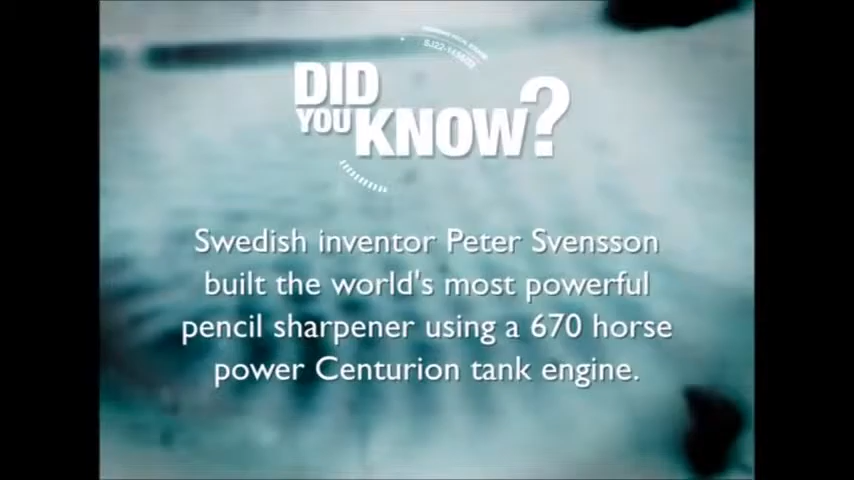 DID
YOU KNOW?
Swedish inventor Peter Svensson
built the world's most powerful
pencil sharpener using a 670 horse
power Centurion tank engine.